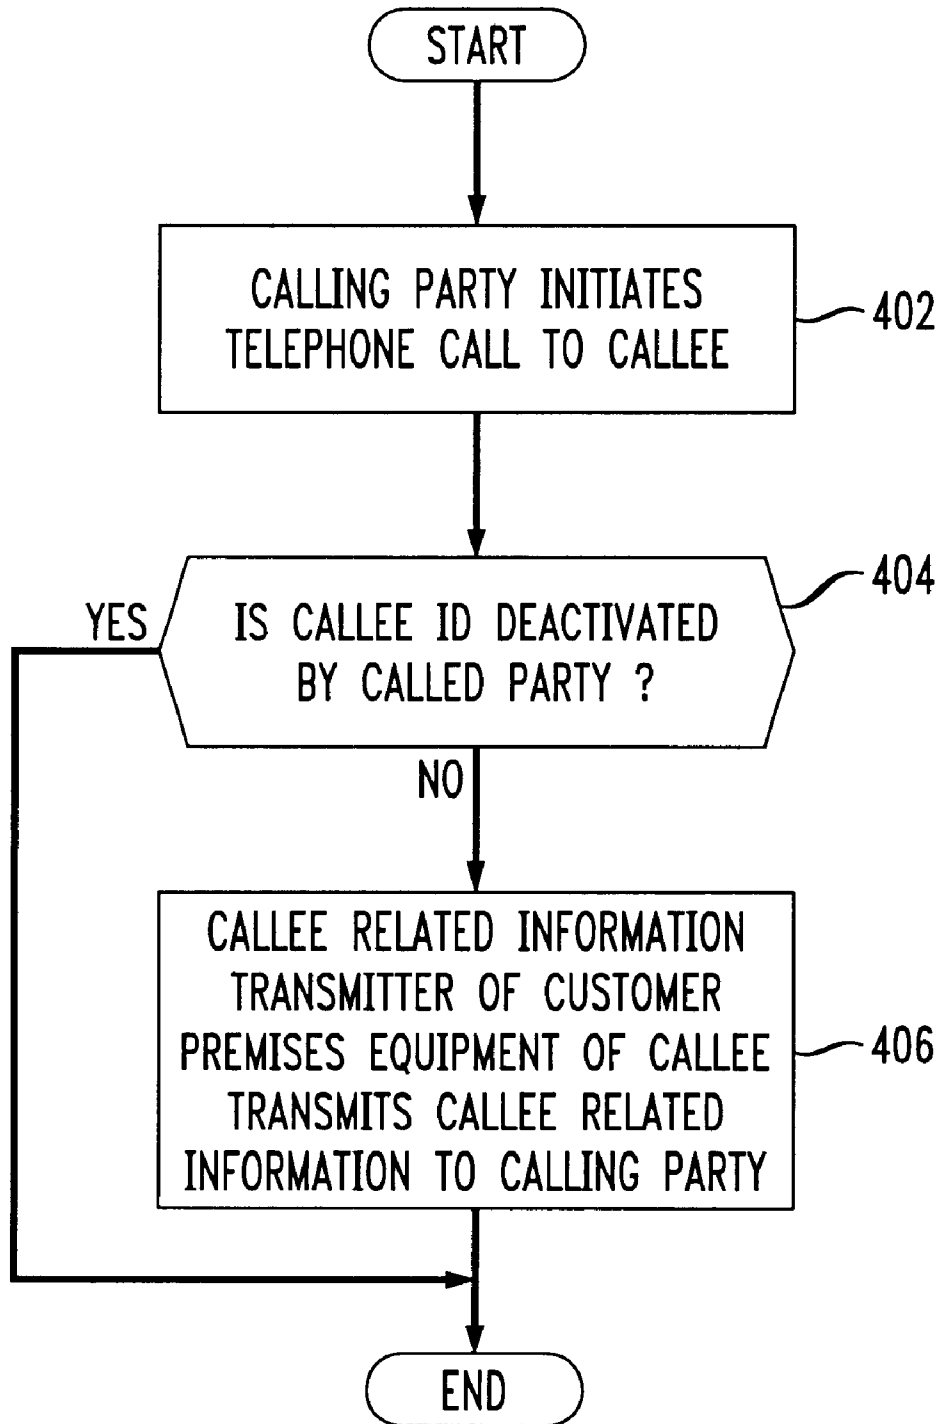 START
CALLING PARTY INITIATES
TELEPHONE CALL TO CALLEE
402
404
YES
IS CALLEE ID DEACTIVATED
BY CALLED PARTY ?
NO
CALLEE RELATED INFORMATION
TRANSMITTER OF CUSTOMER
PREMISES EQUIPMENT OF CALLEE
TRANSMITS CALLEE RELATED
INFORMATION TO CALLING PARTY
406
END